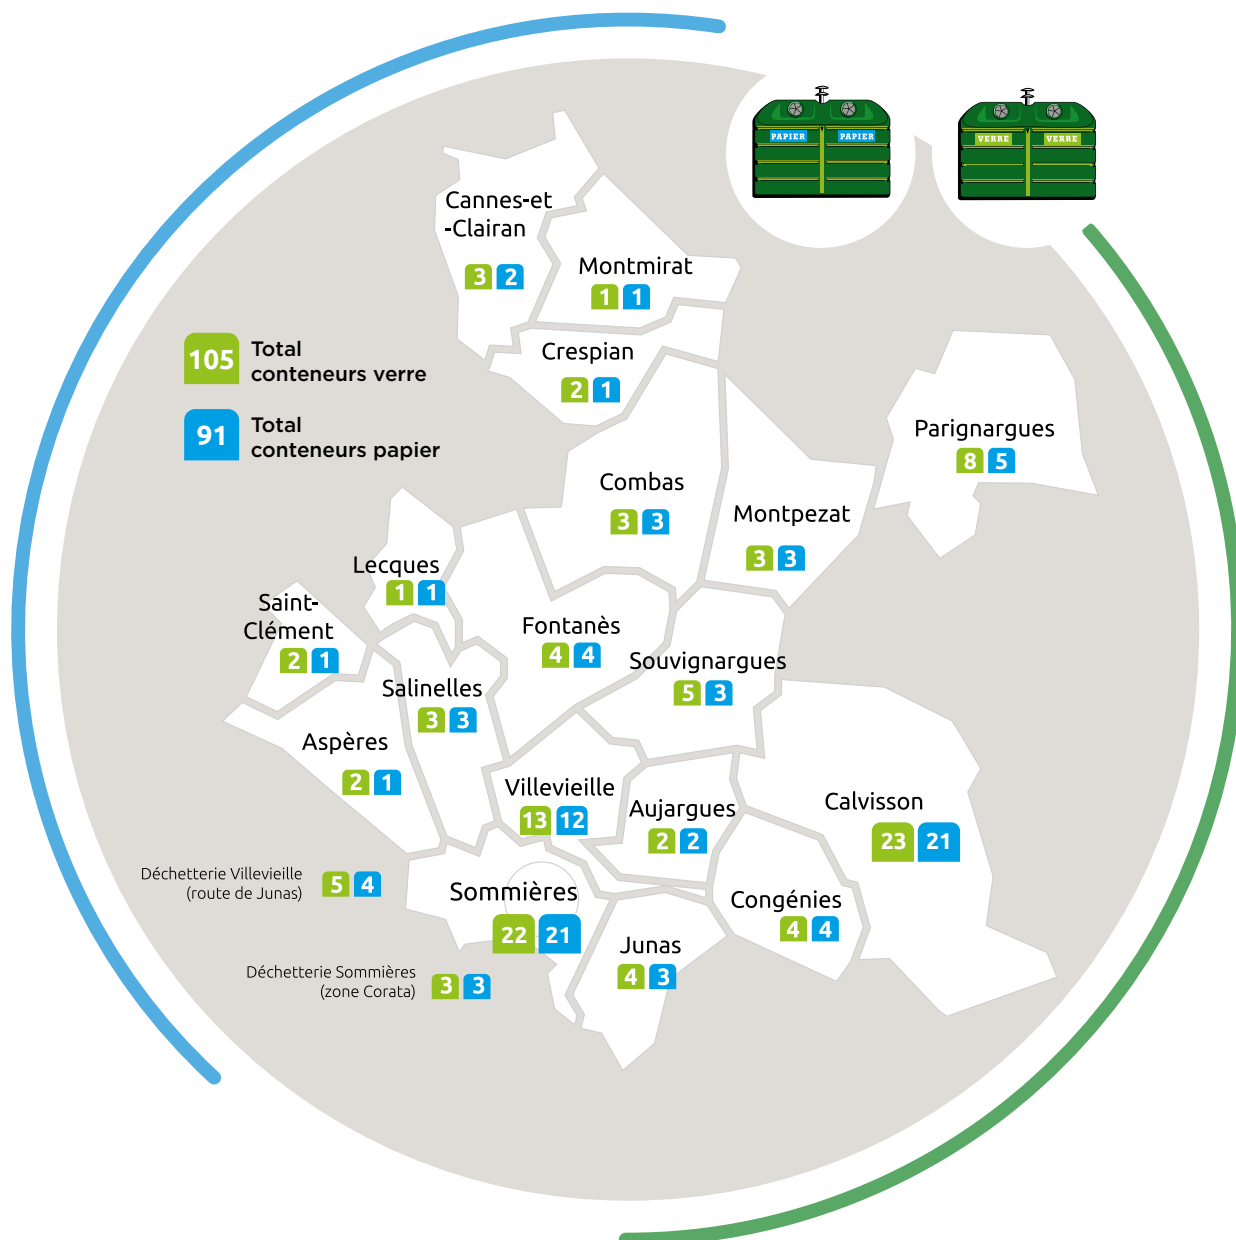 PAPIER PAPIER
VERRE VERRE
Cannes-et
-Clairan
3 2
Montmirat
1 1
105 Total
conteneurs verre
Crespian
2 1
91 Total
conteneurs papier
Parignargues
8 5
Combas
3 3
Montpezat
3 3
Lecques
1 1
Saint-
Clément
2 1
Fontanès
4 4
Souvignargues
5 3
Salinelles
3 3
Aspères
2 1
Villevieille
13 12
Aujargues
2 2
Calvisson
23 21
Déchetterie Villevieille
(route de Junas)
5 4
Sommières
22 21
Congénies
4 4
Junas
4 3
Déchetterie Sommières
(zone Corata)
3 3